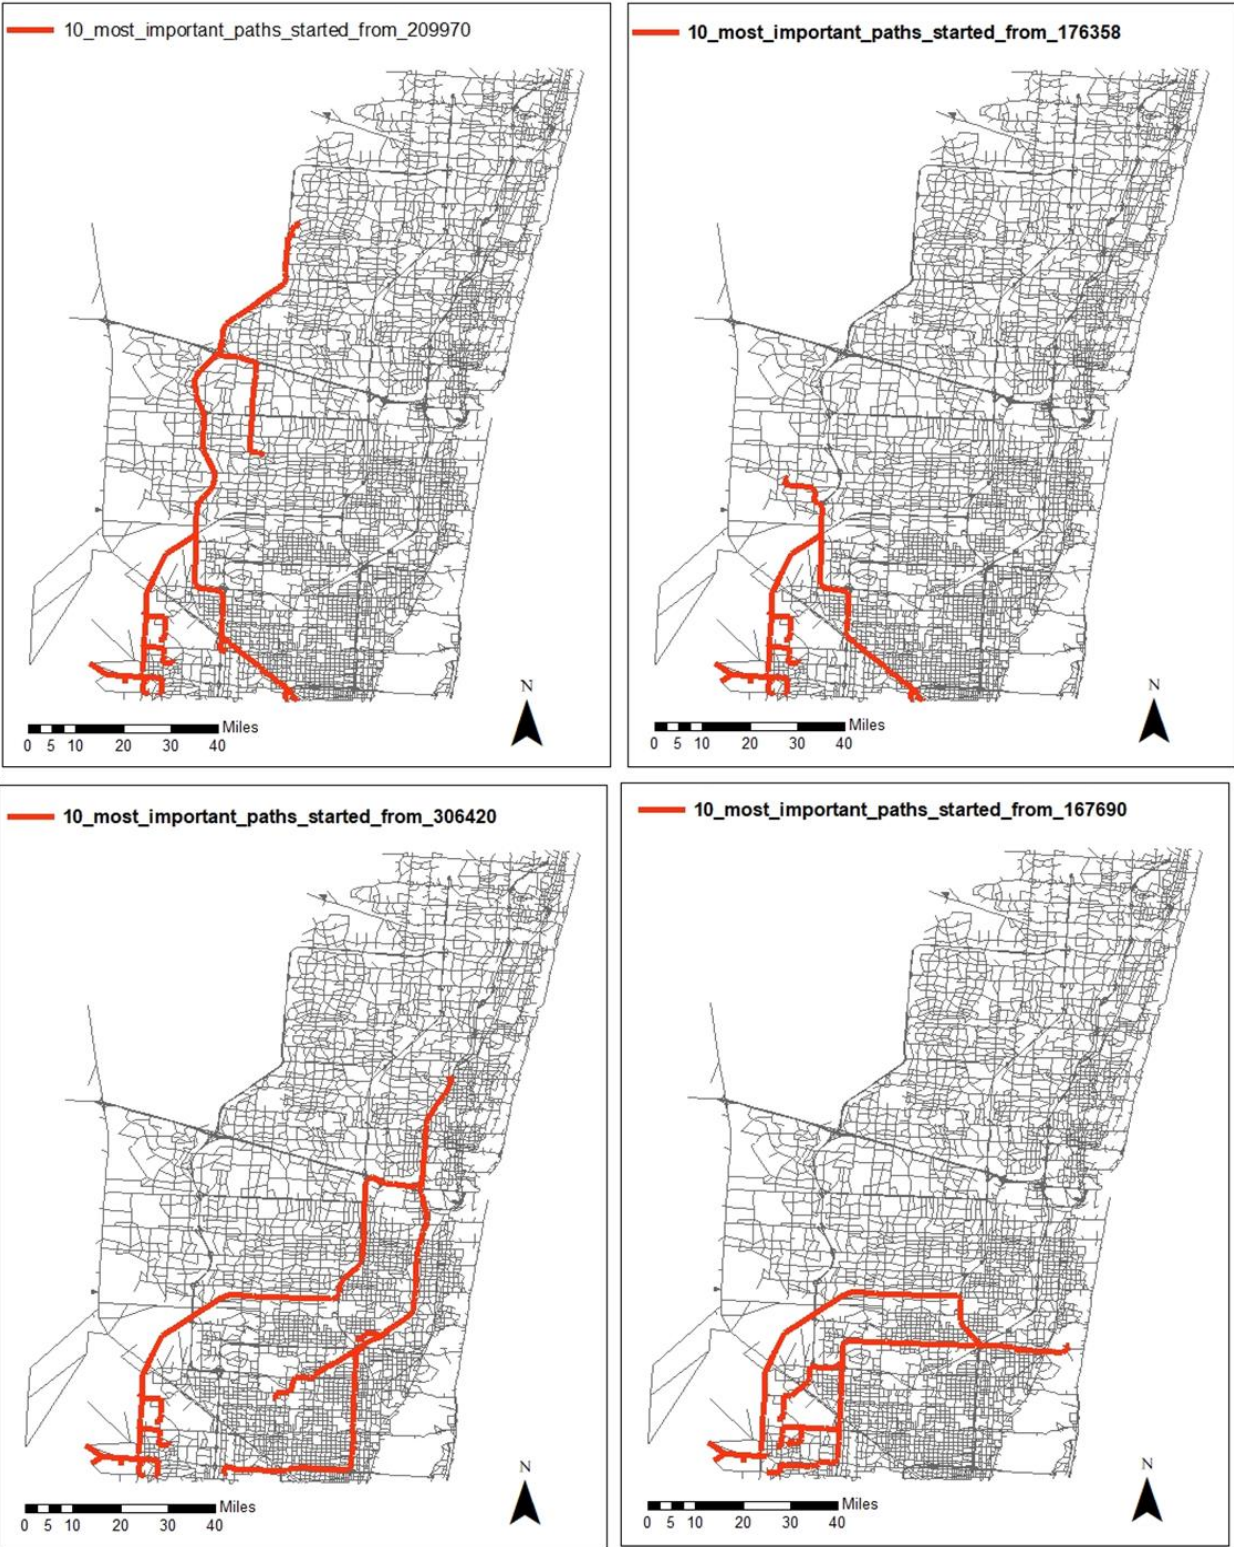 10_most_important_paths_started_from_209970
N
Miles
0 5 10 20 30 40
10_most_important_paths_started_from_176358
N
Miles
0 5 10 20 30 40
10_most_important_paths_started_from_306420
N
Miles
0 5 10 20 30 40
10_most_important_paths_started_from_167690
N
Miles
0 5 10 20 30 40